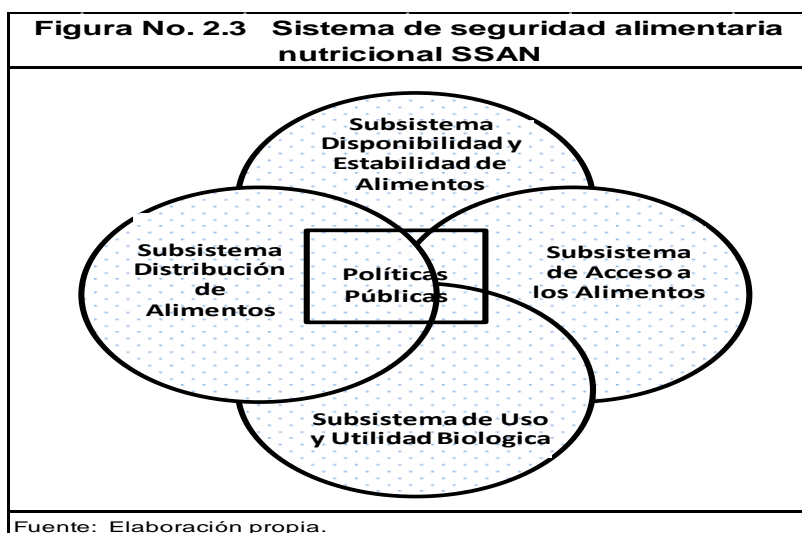 Figura No. 2.3 Sistema de seguridad alimentaria
nutricional SSAN
Subsistema
Disponibilidad y
Estabilidad de
Alimentos
Subsistema
Distribución
de
Alimentos
Políticas
Públicas
Subsistema
de Acceso a
los Alimentos
Subsistema de Uso
y Utilidad Biologica
Fuente: Elaboración propia.